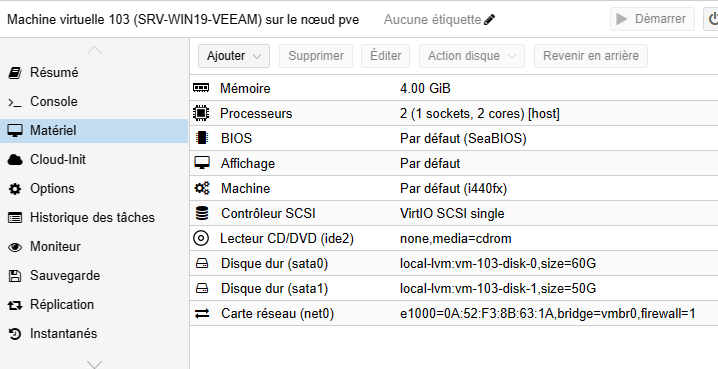 Machine virtuelle 103 (SRV-WIN19-VEEAM) sur le nœud pve Aucune étiquette Démarrer
Ajouter Supprimer Éditer Action disque Revenir en arrière
Résumé
Console
Matériel
Cloud-Init
Options
Historique des tâches
Moniteur
Sauvegarde
Réplication
Instantanés
Mémoire 4.00 GiB
Processeurs 2 (1 sockets, 2 cores) [host]
BIOS Par défaut (SeaBIOS)
Affichage Par défaut
Machine Par défaut (i440fx)
Contrôleur SCSI VirtIO SCSI single
Lecteur CD/DVD (ide2) none,media=cdrom
Disque dur (sata0) local-lvm:vm-103-disk-0,size=60G
Disque dur (sata1) local-lvm:vm-103-disk-1,size=50G
Carte réseau (net0) e1000=0A:52:F3:8B:63:1A,bridge=vmbr0,firewall=1